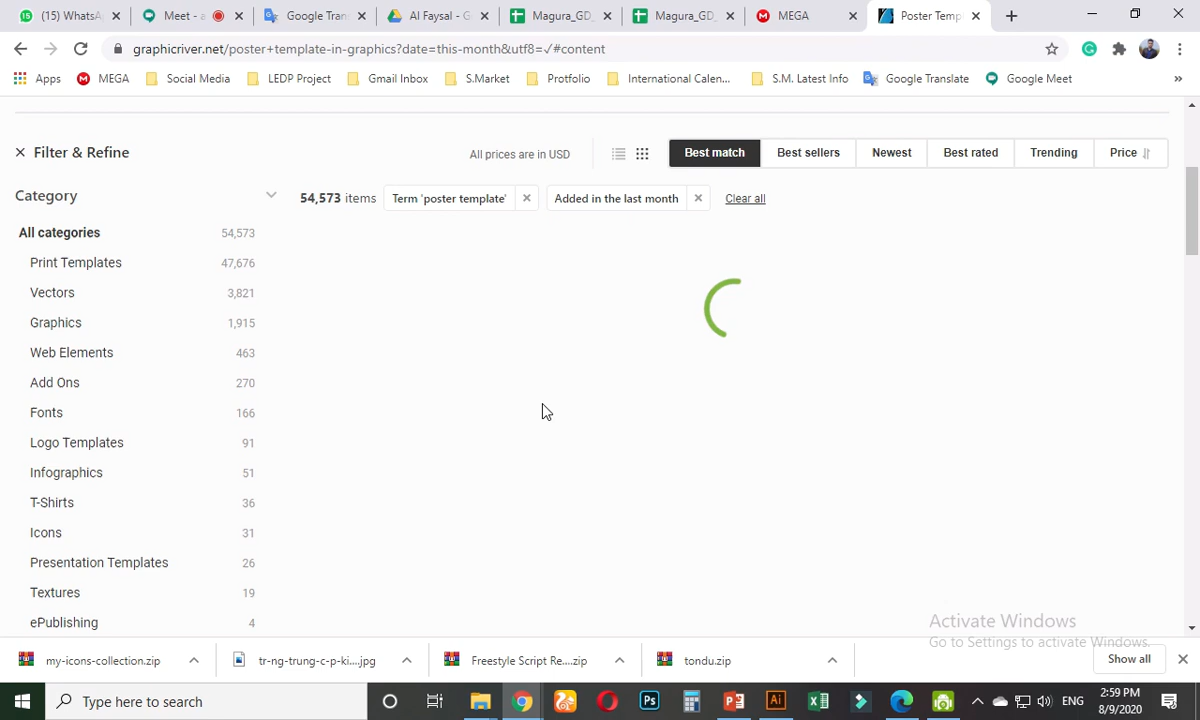 (15) WhatsA
Meet - a
Google Tran
Al Faysal - G
Magura_GD_
Magura_GD_
MEGA
Poster Temp
graphicriver.net/poster+template-in-graphics?date=this-month&utf8=✓#content
Apps
MEGA
Social Media
LEDP Project
Gmail Inbox
S.Market
Protfolio
International Calen...
S.M. Latest Info
Google Translate
Google Meet
»
Filter & Refine
All prices are in USD
Best match
Best sellers
Newest
Best rated
Trending
Price
Category
54,573 items
Term 'poster template'
Added in the last month
Clear all
All categories 54,573
Print Templates 47,676
Vectors 3,821
Graphics 1,915
Web Elements 463
Add Ons 270
Fonts 166
Logo Templates 91
Infographics 51
T-Shirts 36
Icons 31
Presentation Templates 26
Textures 19
ePublishing 4
Activate Windows
Go to Settings to activate Windows.
my-icons-collection.zip
tr-ng-trung-c-p-ki....jpg
Freestyle Script Re....zip
tondu.zip
Show all
Type here to search
Ps
Ai
ENG
2:59 PM
8/9/2020